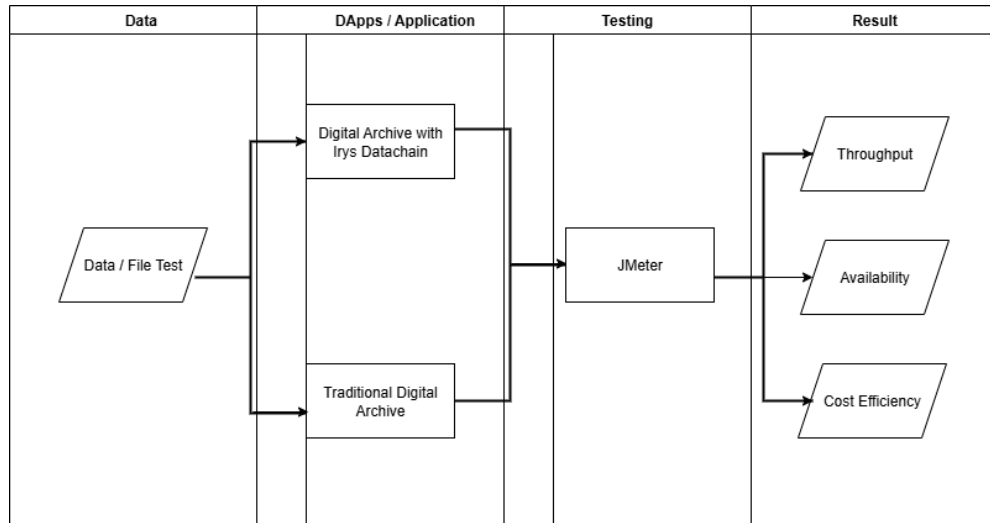 Data
DApps / Application
Testing
Result
Digital Archive with
Irys Datachain
Throughput
Data / File Test
JMeter
Availability
Traditional Digital
Archive
Cost Efficiency